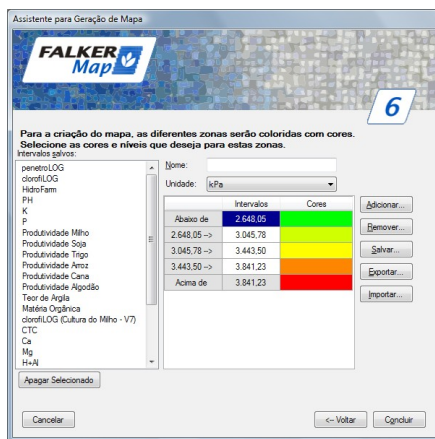 Assistente para Geração de Mapa
FALKER
Map
6
Para a criação do mapa, as diferentes zonas serão coloridas com cores.
Selecione as cores e níveis que deseja para estas zonas.
Intervalos salvos:
penetroLOG
clorofiLOG
HidroFarm
PH
K
P
Produtividade Milho
Produtividade Soja
Produtividade Trigo
Produtividade Arroz
Produtividade Cana
Produtividade Algodão
Teor de Argila
Matéria Orgânica
clorofiLOG (Cultura do Milho - V7)
CTC
Ca
Mg
H+Al
Nome:
Unidade: kPa
Intervalos Cores
Abaixo de 2.648,05
2.648,05 --> 3.045,78
3.045,78 --> 3.443,50
3.443,50 --> 3.841,23
Acima de 3.841,23
Adicionar...
Remover...
Salvar...
Exportar...
Importar...
Apagar Selecionado
Cancelar
<-- Voltar
Concluir